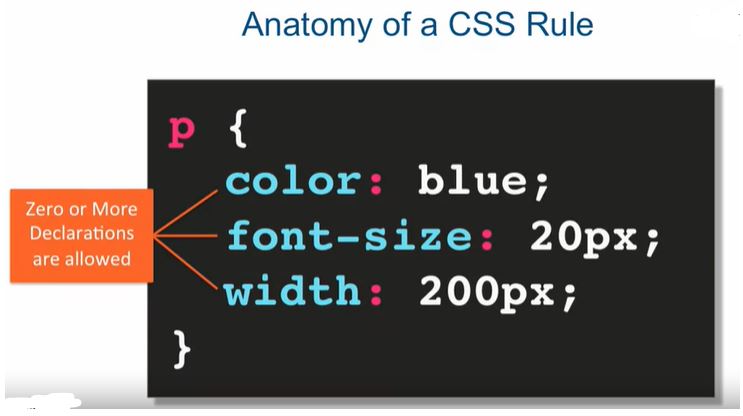 Anatomy of a CSS Rule
p {
color: blue;
Zero or More
Declarations
are allowed
font-size: 20px;
width: 200px;
}